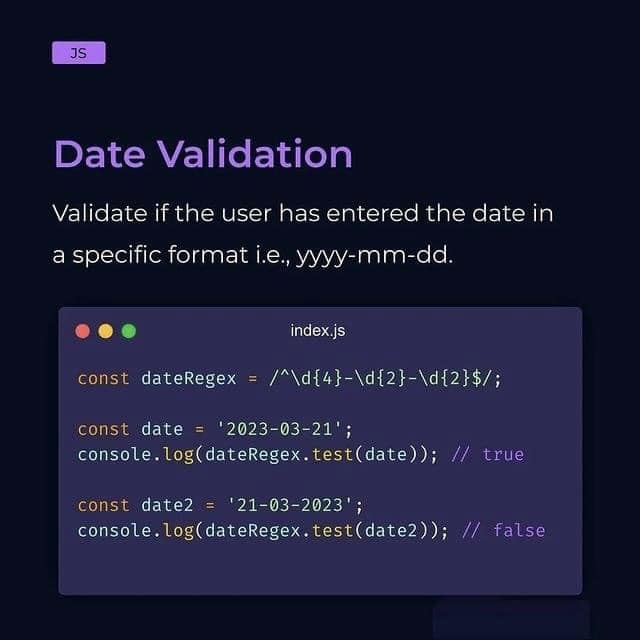 JS
Date Validation
Validate if the user has entered the date in
a specific format i.e., yyyy-mm-dd.
index.js
const dateRegex = /^\d{4}-\d{2}-\d{2}$/;
const date = '2023-03-21';
console.log(dateRegex.test(date)); // true
const date2 = '21-03-2023';
console.log(dateRegex.test(date2)); // false